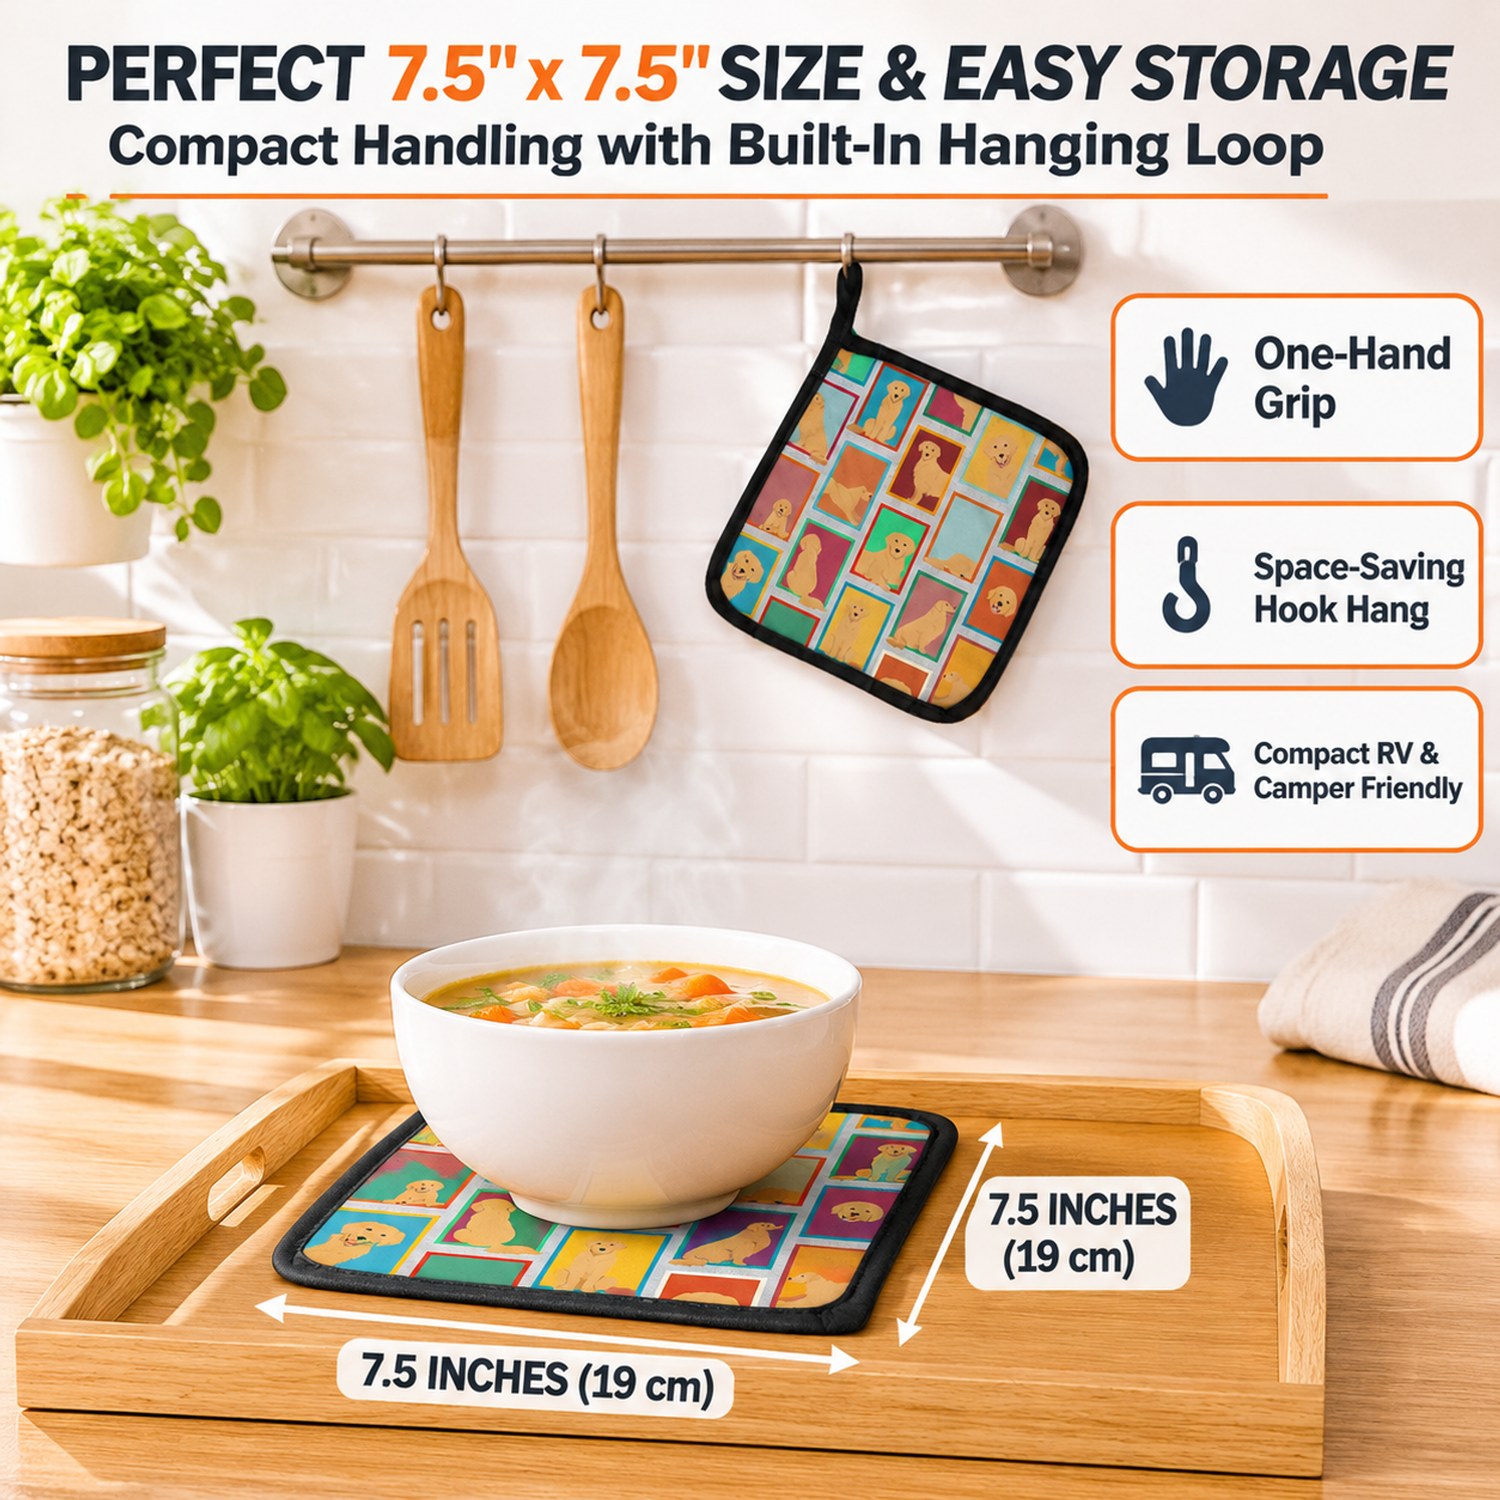 PERFECT 7.5" x 7.5" SIZE & EASY STORAGE
Compact Handling with Built-In Hanging Loop
One-Hand
Grip
Space-Saving
Hook Hang
Compact RV &
Camper Friendly
7.5 INCHES
(19 cm)
7.5 INCHES (19 cm)